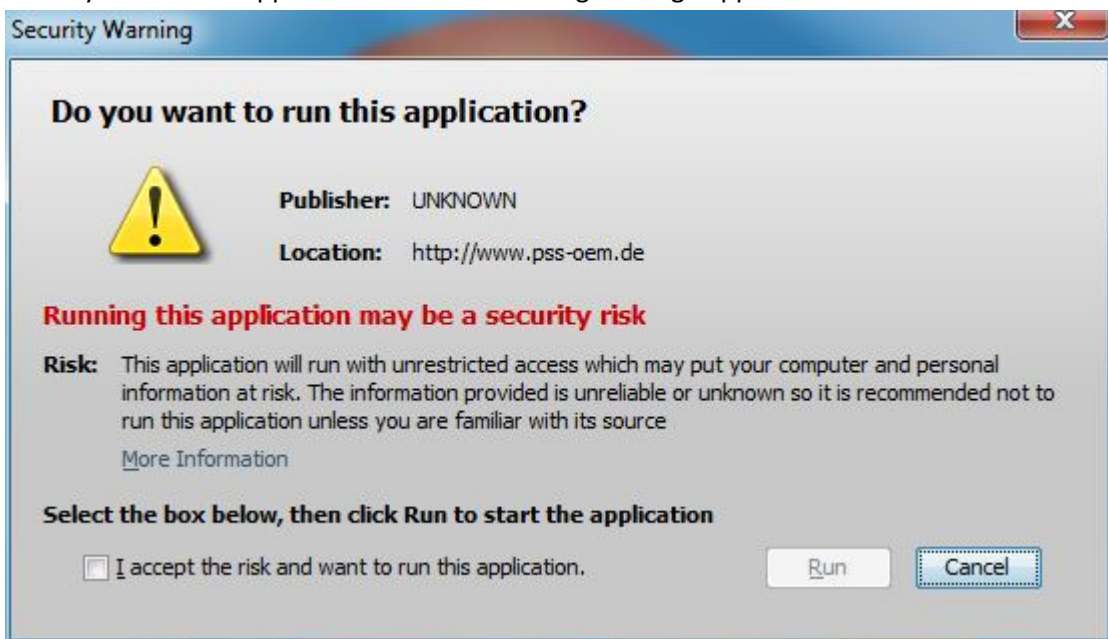 Security Warning
Do you want to run this application?
Publisher: UNKNOWN
Location: http://www.pss-oem.de
Running this application may be a security risk
Risk: This application will run with unrestricted access which may put your computer and personal
information at risk. The information provided is unreliable or unknown so it is recommended not to
run this application unless you are familiar with its source
More Information
Select the box below, then click Run to start the application
I accept the risk and want to run this application.
Run Cancel